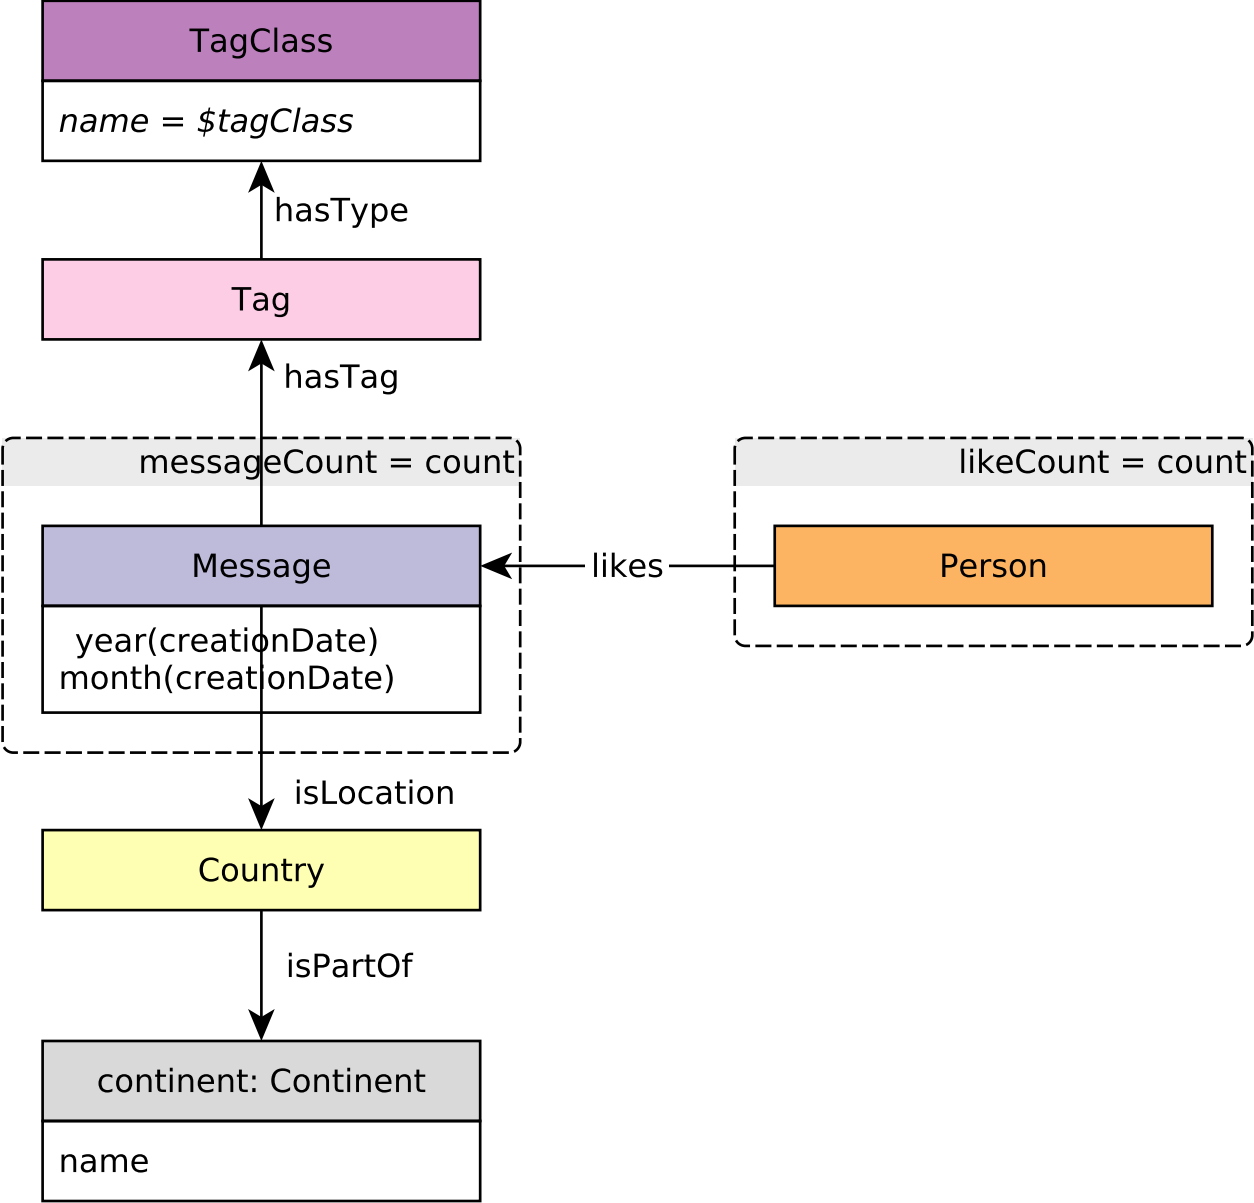 TagClass
name = $tagClass
hasType
Tag
hasTag
messageCount = count
likeCount = count
Message
likes
Person
year(creationDate)
month(creationDate)
isLocation
Country
isPartOf
continent: Continent
name